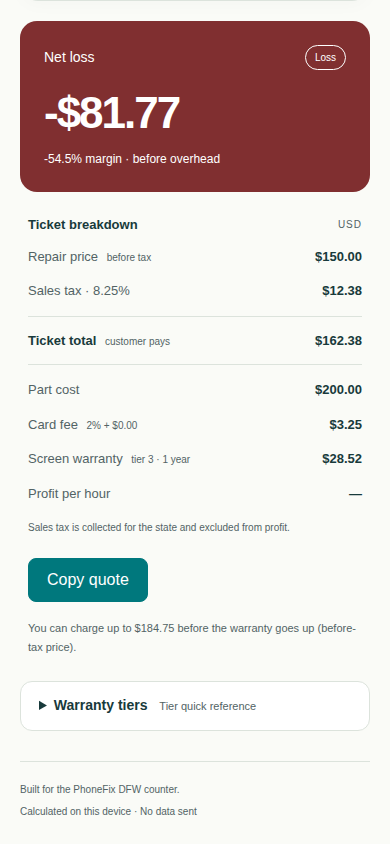 Net loss Loss
-$81.77
-54.5% margin · before overhead
Ticket breakdown USD
Repair price before tax $150.00
Sales tax · 8.25% $12.38
Ticket total customer pays $162.38
Part cost $200.00
Card fee 2% + $0.00 $3.25
Screen warranty tier 3 · 1 year $28.52
Profit per hour —
Sales tax is collected for the state and excluded from profit.
Copy quote
You can charge up to $184.75 before the warranty goes up (before-
tax price).
Warranty tiers Tier quick reference
Built for the PhoneFix DFW counter.
Calculated on this device · No data sent